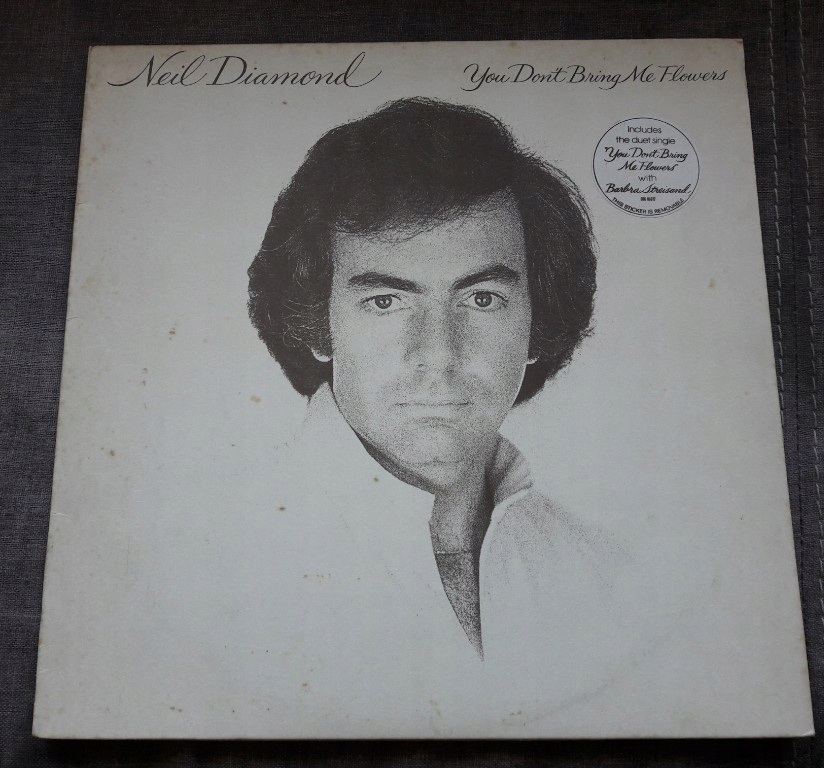 Neil Diamond
You Don't Bring Me Flowers
Includes
the duet single
"You Don't Bring
Me Flowers"
with
Barbra Streisand
THIS STICKER IS REMOVABLE